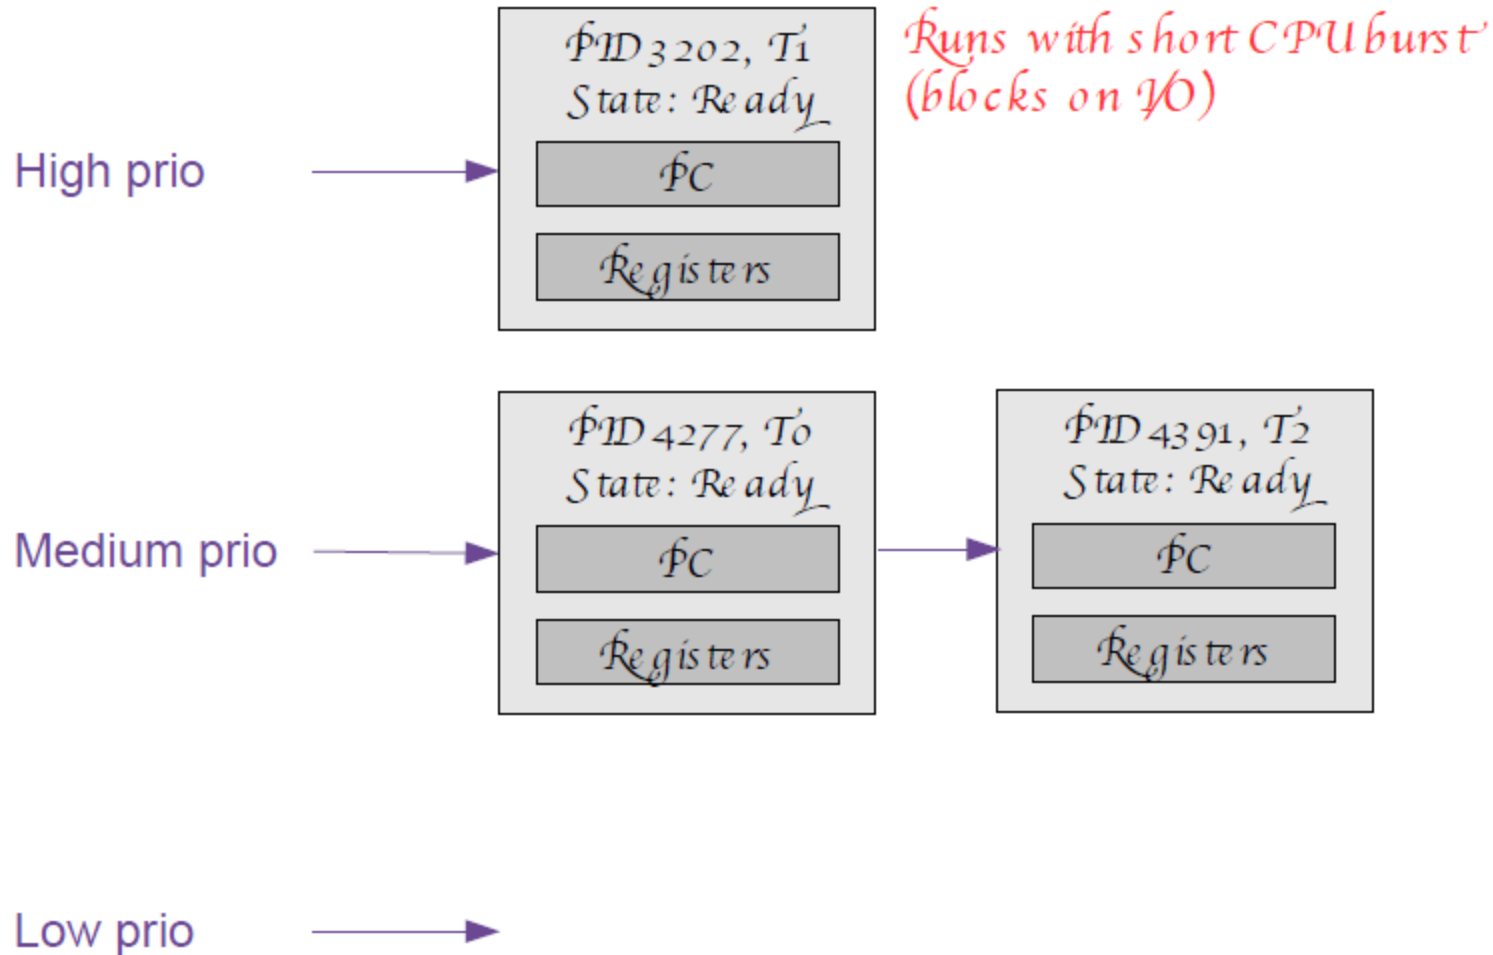 PID 3202, T1
State: Ready
Runs with short CPU burst
(blocks on I/O)
High prio
PC
Registers
PID 4277, T0
State: Ready
PID 4391, T2
State: Ready
Medium prio
PC
PC
Registers
Registers
Low prio